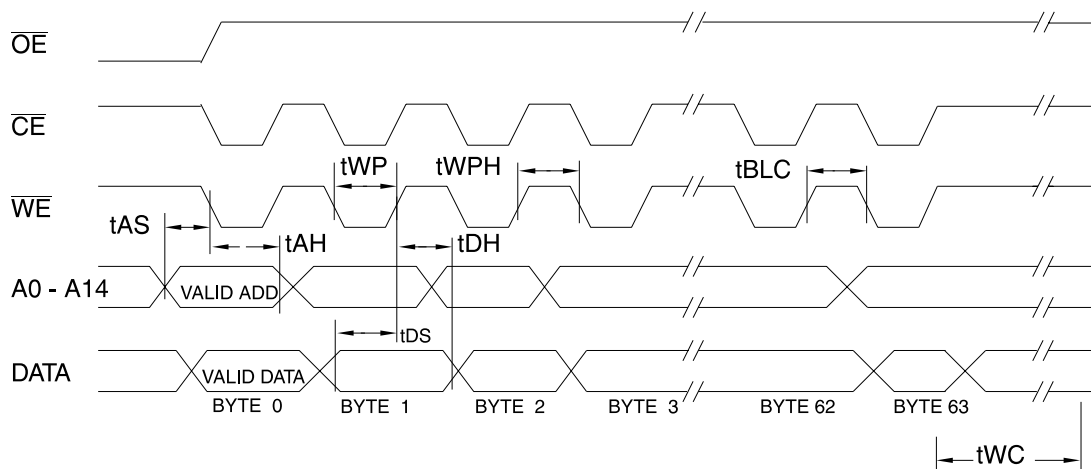 OE
CE
tWP
tWPH
tBLC
WE
tAS
tAH
tDH
A0 - A14
VALID ADD
tDS
DATA
VALID DATA
BYTE 0
BYTE 1
BYTE 2
BYTE 3
BYTE 62
BYTE 63
tWC